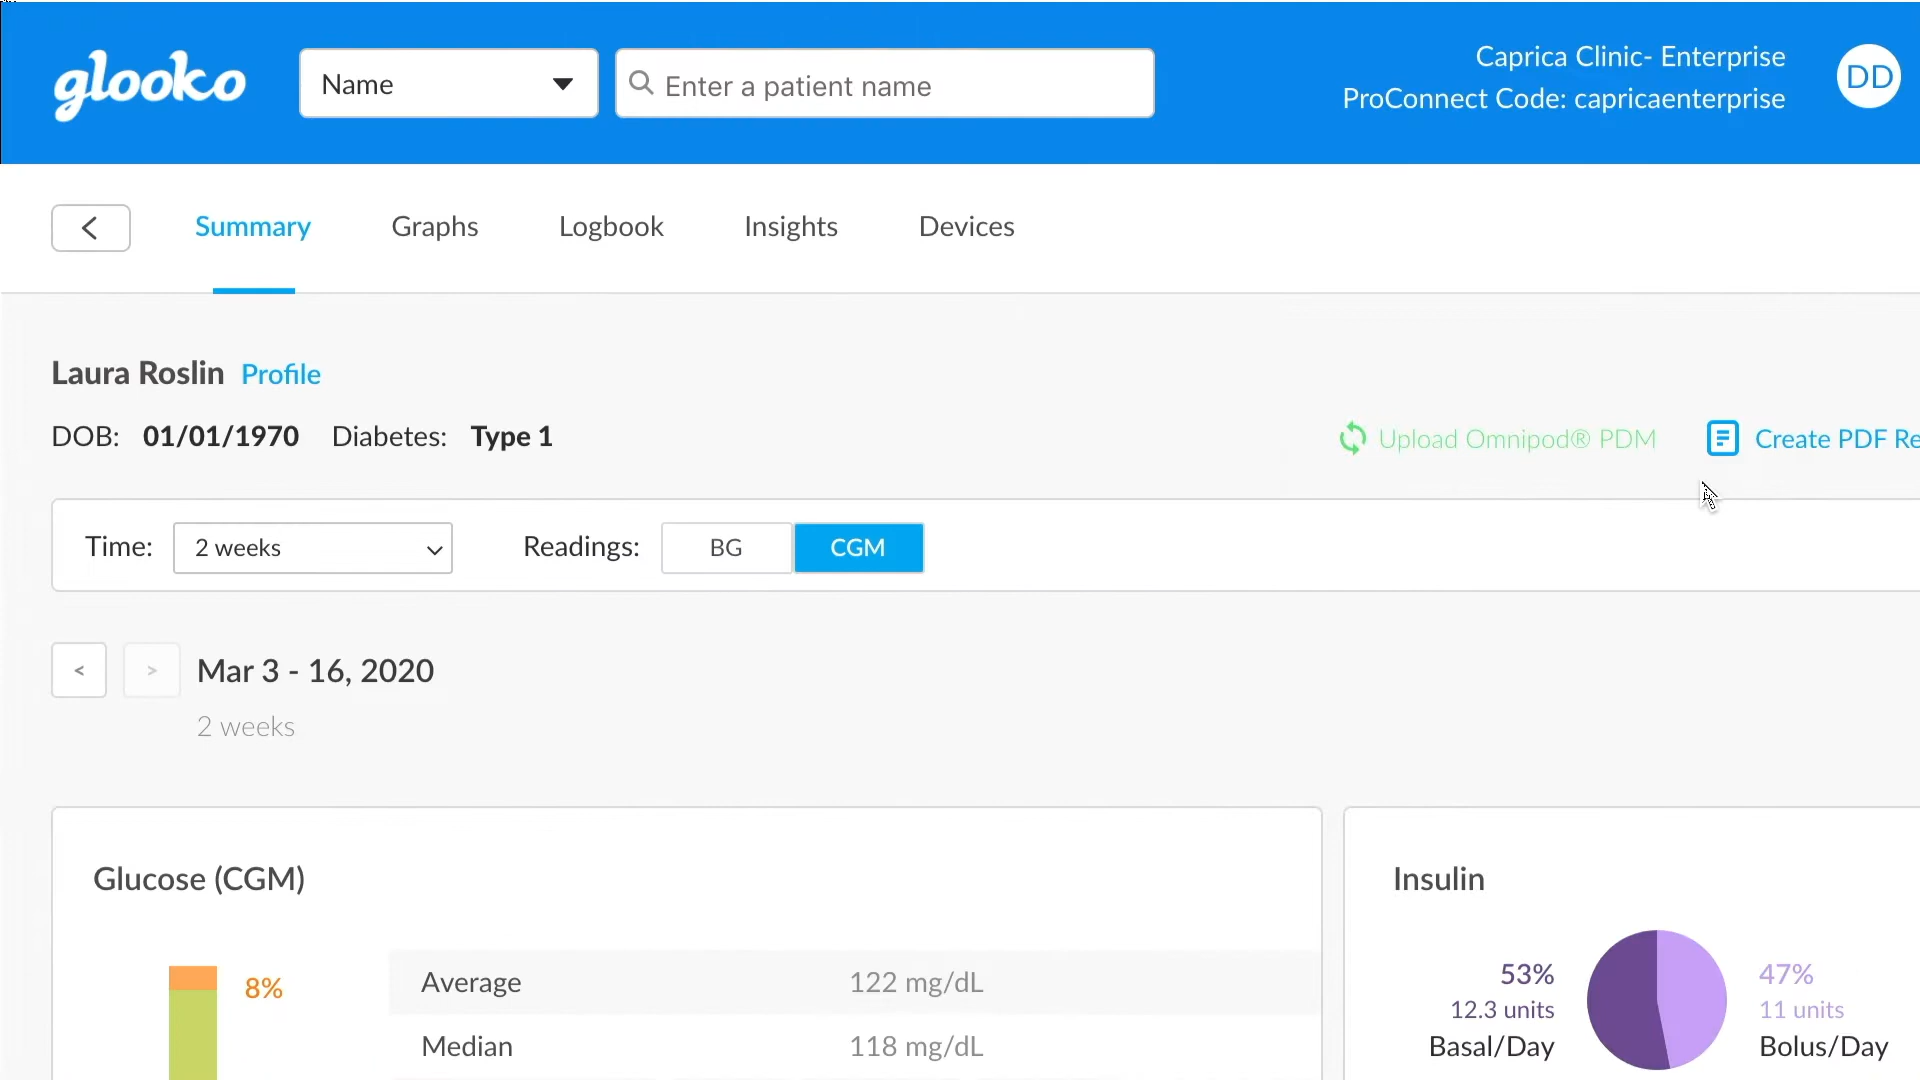 glooko
Name
Enter a patient name
Caprica Clinic- Enterprise
ProConnect Code: capricaenterprise
DD
Summary
Graphs
Logbook
Insights
Devices
Laura Roslin Profile
DOB: 01/01/1970 Diabetes: Type 1
Upload Omnipod® PDM
Create PDF Re
Time: 2 weeks
Readings: BG CGM
< > Mar 3 - 16, 2020
2 weeks
Glucose (CGM)
8%
Average 122 mg/dL
Median 118 mg/dL
Insulin
53%
12.3 units
Basal/Day
47%
11 units
Bolus/Day